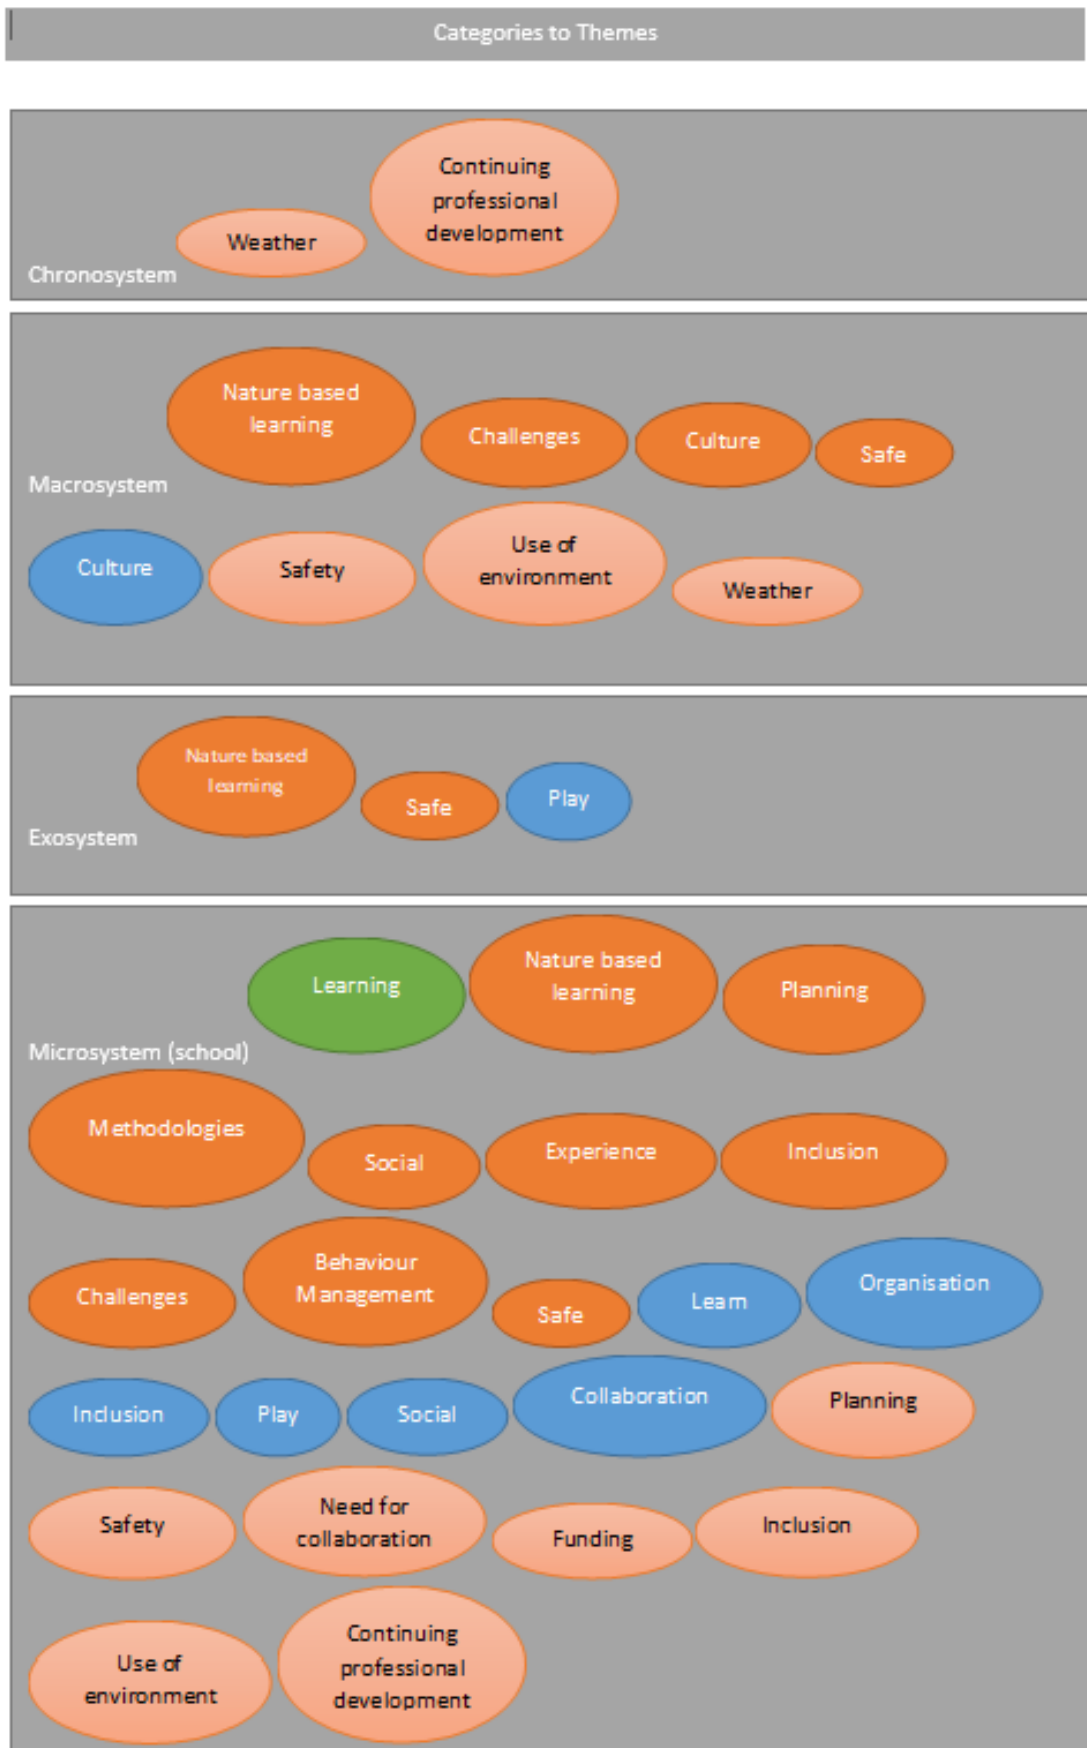 Categories to Themes
Continuing
professional
development
Weather
Chronosystem
Nature based
learning
Challenges
Culture
Safe
Macrosystem
Culture
Safety
Use of
environment
Weather
Nature based
learning
Safe
Play
Exosystem
Learning
Nature based
learning
Planning
Microsystem (school)
Methodologies
Social
Experience
Inclusion
Challenges
Behaviour
Management
Safe
Learn
Organisation
Inclusion
Play
Social
Collaboration
Planning
Safety
Need for
collaboration
Funding
Inclusion
Use of
environment
Continuing
professional
development